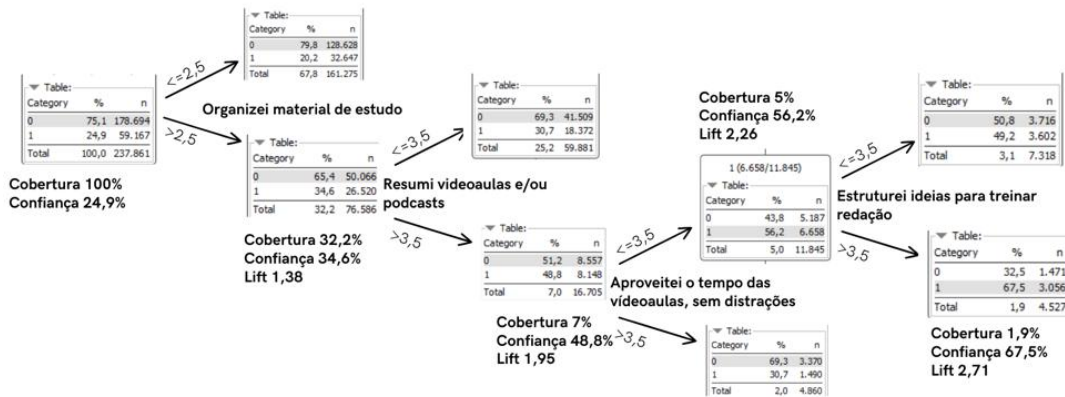 Table:
Category % n
0 75,1 178.694
1 24,9 59.167
Total 100,0 237.861
Cobertura 100%
Confiança 24,9%
<=2,5
>2,5
Table:
Category % n
0 79,8 128.628
1 20,2 32.647
Total 67,8 161.275
Organizei material de estudo
Table:
Category % n
0 65,4 50.066
1 34,6 26.520
Total 32,2 76.586
Cobertura 32,2%
Confiança 34,6%
Lift 1,38
<=3,5
>3,5
Table:
Category % n
0 69,3 41.509
1 30,7 18.372
Total 25,2 59.881
Resumi videoaulas e/ou
podcasts
Table:
Category % n
0 51,2 8.557
1 48,8 8.148
Total 7,0 16.705
Cobertura 7%
Confiança 48,8%
Lift 1,95
<=3,5
>3,5
Aproveitei o tempo das
vídeoaulas, sem distrações
Cobertura 5%
Confiança 56,2%
Lift 2,26
1 (6.658/11.845)
Table:
Category % n
0 43,8 5.187
1 56,2 6.658
Total 5,0 11.845
Table:
Category % n
0 69,3 3.370
1 30,7 1.490
Total 2,0 4.860
<=3,5
>3,5
Table:
Category % n
0 50,8 3.716
1 49,2 3.602
Total 3,1 7.318
Estruturei ideias para treinar
redação
Table:
Category % n
0 32,5 1.471
1 67,5 3.056
Total 1,9 4.527
Cobertura 1,9%
Confiança 67,5%
Lift 2,71